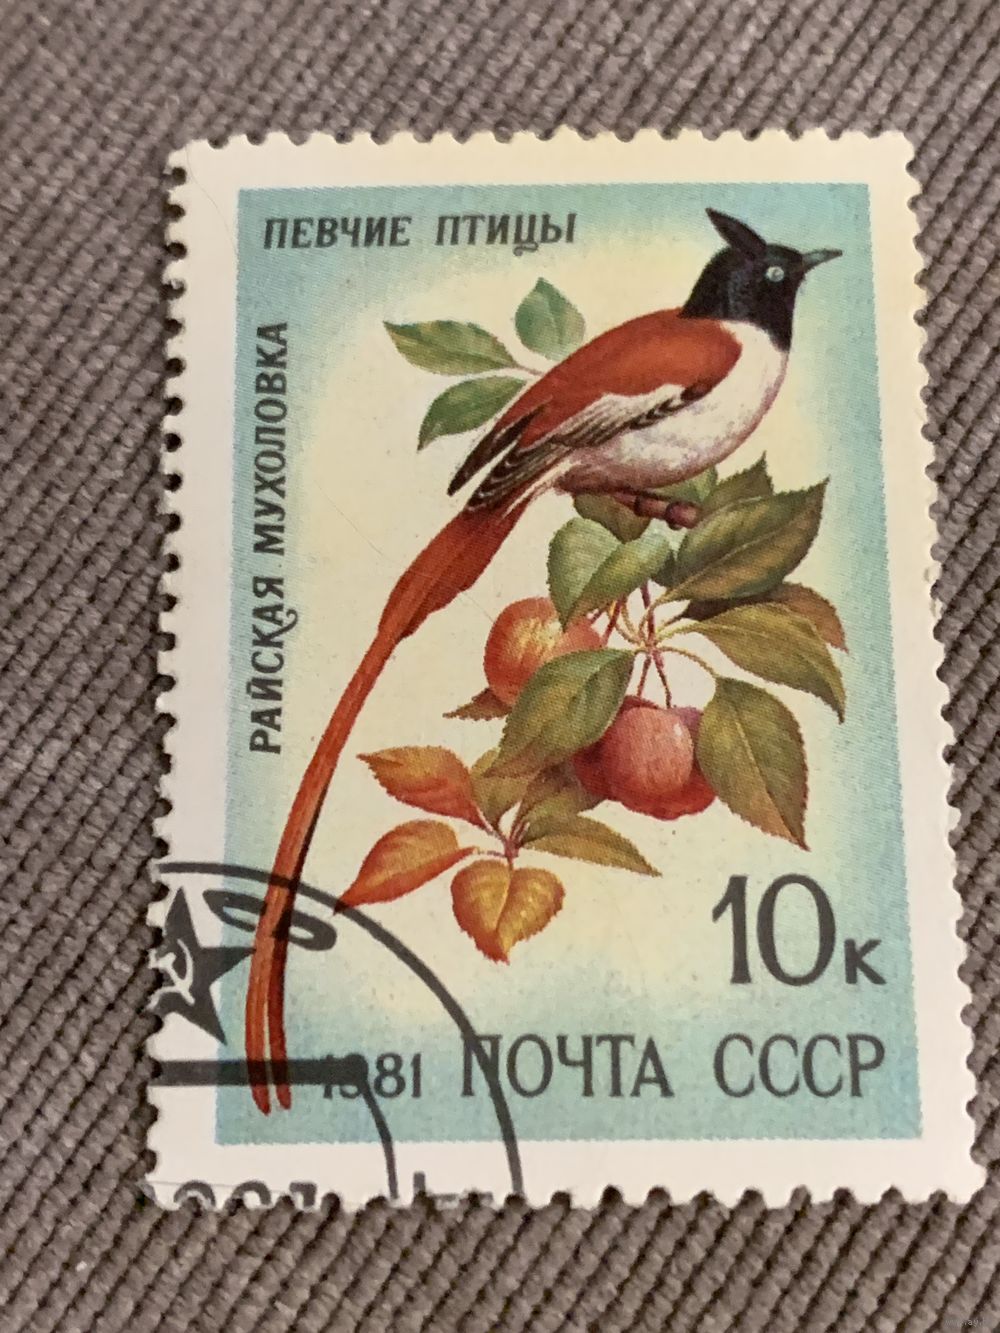 ПЕВЧИЕ ПТИЦЫ
РАЙСКАЯ МУХОЛОВКА
10к
1981 ПОЧТА СССР